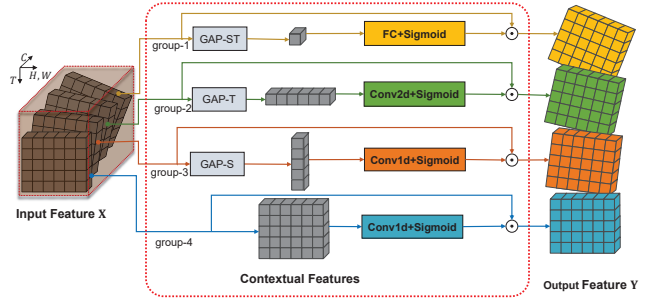 C
H, W
T
group-1
GAP-ST
FC+Sigmoid
group-2
GAP-T
Conv2d+Sigmoid
group-3
GAP-S
Conv1d+Sigmoid
group-4
Conv1d+Sigmoid
Input Feature X
Contextual Features
Output Feature Y